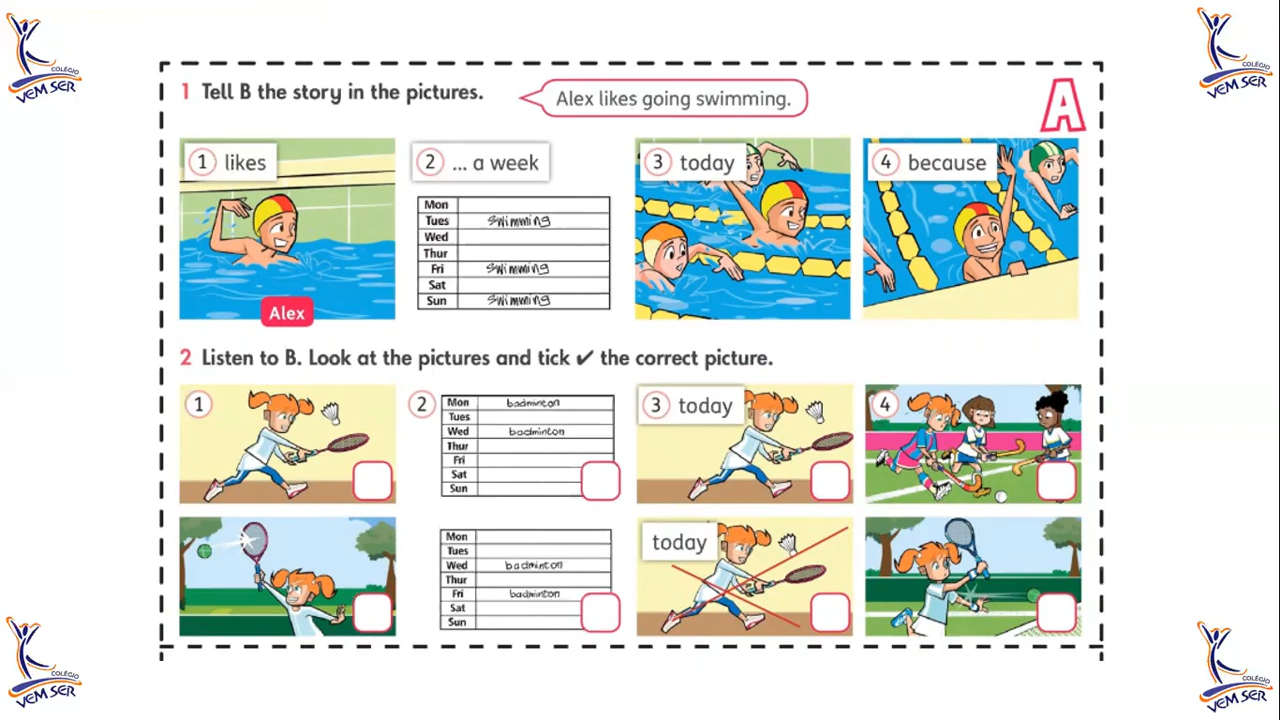 COLÉGIO
VEM SER
COLÉGIO
VEM SER
1 Tell B the story in the pictures.
Alex likes going swimming.
A
1 likes
2 ... a week
3 today
4 because
Mon
Tues swimming
Wed
Thur
Fri swimming
Sat
Sun swimming
Alex
2 Listen to B. Look at the pictures and tick ✔ the correct picture.
1
2
3 today
4
Mon badminton
Tues
Wed badminton
Thur
Fri
Sat
Sun
today
Mon
Tues
Wed badminton
Thur
Fri badminton
Sat
Sun
COLÉGIO
VEM SER
COLÉGIO
VEM SER